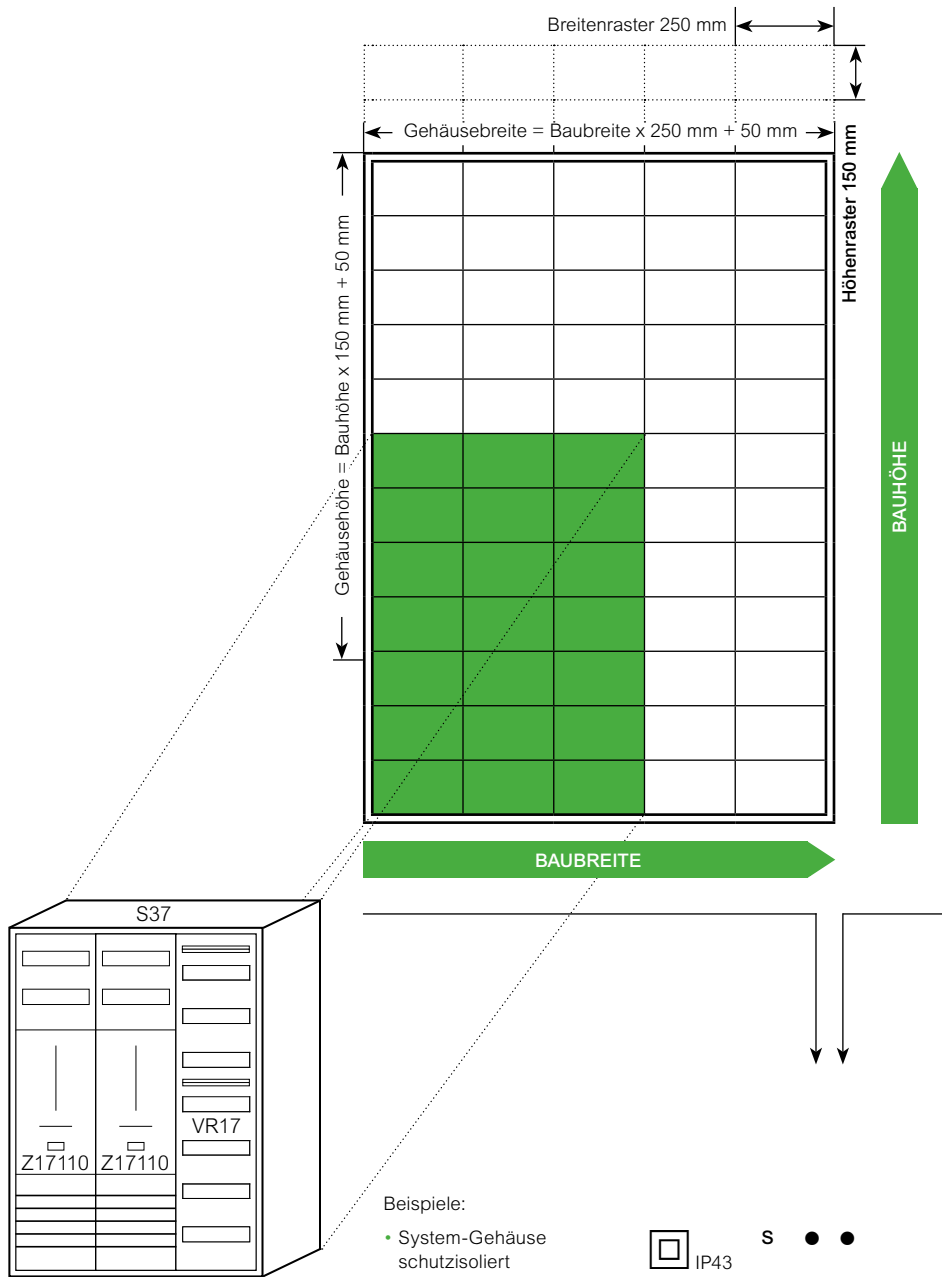 Breitenraster 250 mm
Gehäusebreite = Baubreite x 250 mm + 50 mm
Höhenraster 150 mm
Gehäusehöhe = Bauhöhe x 150 mm + 50 mm
BAUHÖHE
BAUBREITE
S37
VR17
Z17110 Z17110
Beispiele:
• System-Gehäuse
schutzisoliert
IP43
S ● ●